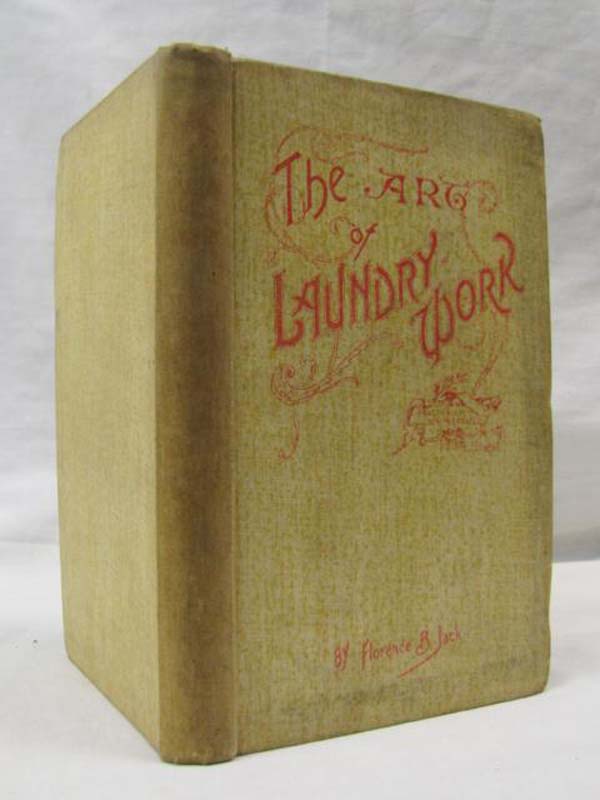 The ART
of
LAUNDRY-
WORK
BY Florence B. Jack